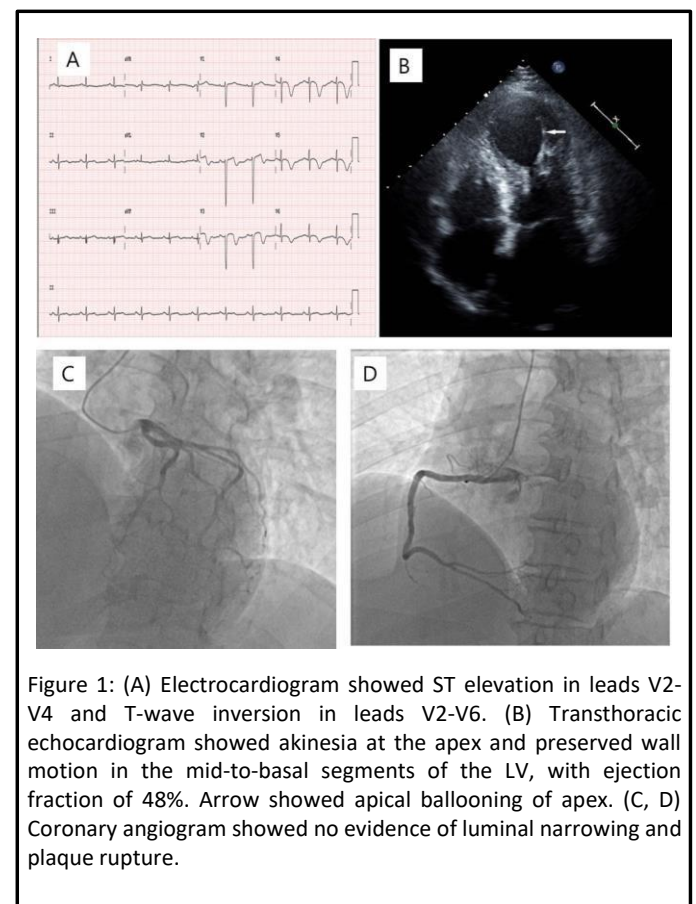 A
B
C
D
Figure 1: (A) Electrocardiogram showed ST elevation in leads V2-
V4 and T-wave inversion in leads V2-V6. (B) Transthoracic
echocardiogram showed akinesia at the apex and preserved wall
motion in the mid-to-basal segments of the LV, with ejection
fraction of 48%. Arrow showed apical ballooning of apex. (C, D)
Coronary angiogram showed no evidence of luminal narrowing and
plaque rupture.